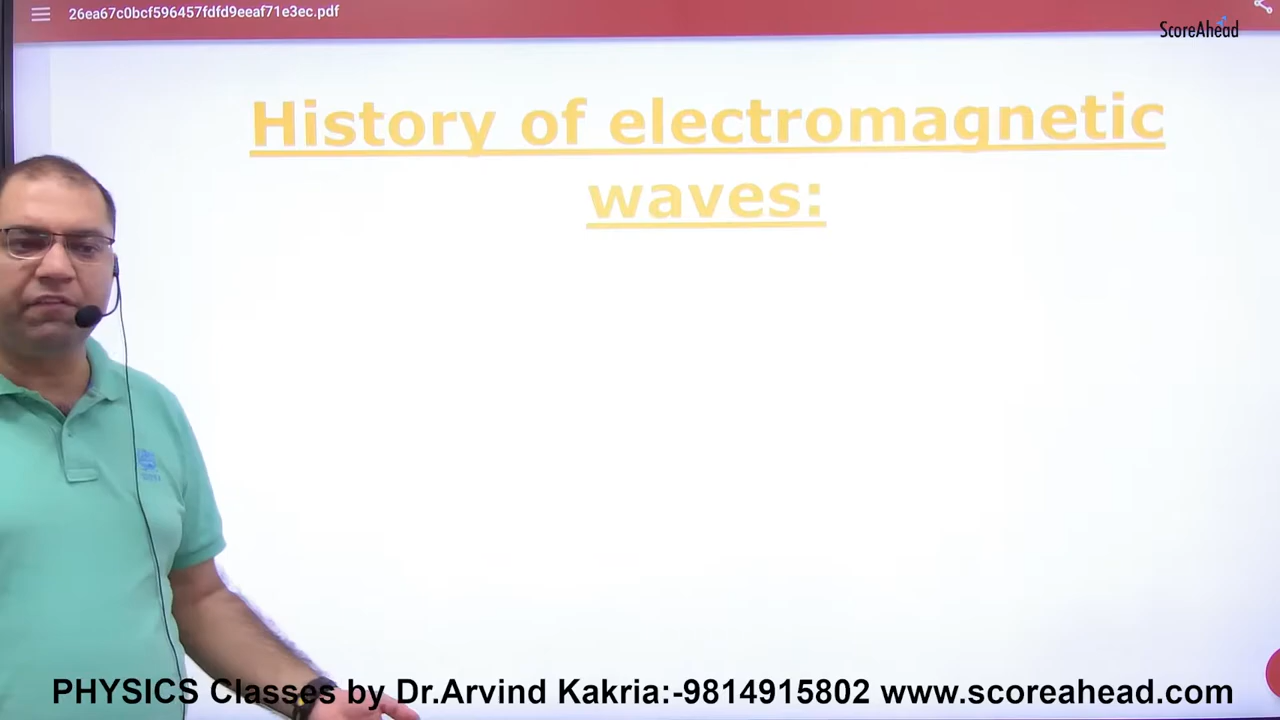 26ea67c0bcf596457fdfd9eeaf71e3ec.pdf
ScoreAhead
History of electromagnetic
waves:
PHYSICS Classes by Dr.Arvind Kakria:-9814915802 www.scoreahead.com